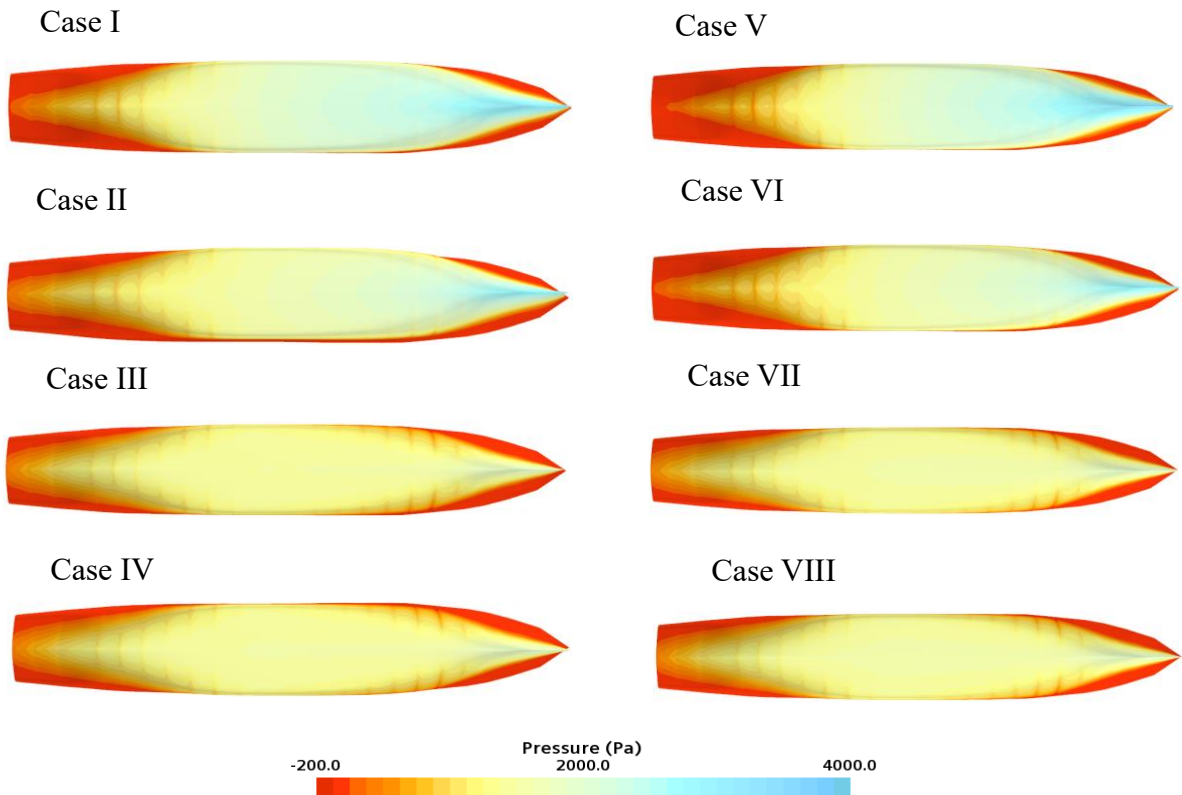 Case I
Case V
Case II
Case VI
Case III
Case VII
Case IV
Case VIII
Pressure (Pa)
-200.0 2000.0 4000.0